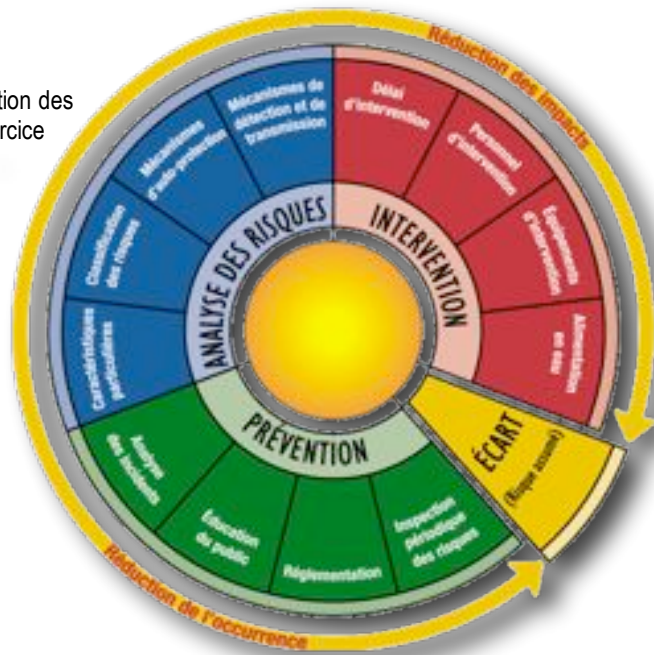 tion des
rcice
Réduction des impacts
Mécanismes de
détection et de
transmission
Mécanismes
d'auto-protection
Classification
des risques
Caractéristiques
particulières
ANALYSE DES RISQUES
Délai
d'intervention
Personnel
d'intervention
Équipements
d'intervention
Alimentation
en eau
INTERVENTION
ÉCART
(Risque assumé)
PRÉVENTION
Analyse
des incidents
Éducation
du public
Réglementation
Inspection
périodique
des risques
Réduction de l'occurrence